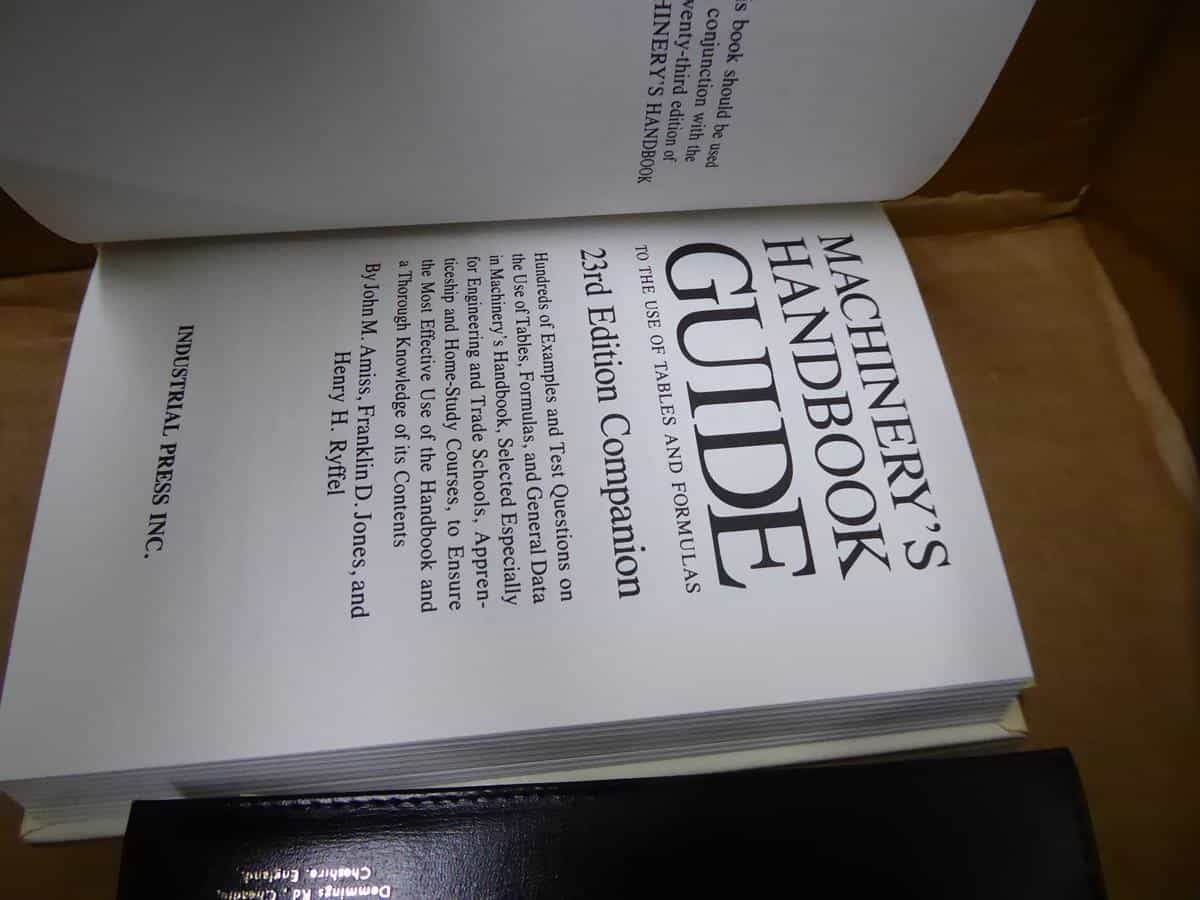 is book should be used
conjunction with the
venty-third edition of
HINERY'S HANDBOOK
MACHINERY'S
HANDBOOK
GUIDE
TO THE USE OF TABLES AND FORMULAS
23rd Edition Companion
Hundreds of Examples and Test Questions on
the Use of Tables, Formulas, and General Data
in Machinery's Handbook, Selected Especially
for Engineering and Trade Schools, Appren-
ticeship and Home-Study Courses, to Ensure
the Most Effective Use of the Handbook and
a Thorough Knowledge of its Contents
By John M. Amiss, Franklin D. Jones, and
Henry H. Ryffel
INDUSTRIAL PRESS INC.
Demmings Rd., 
Cheshire. England.